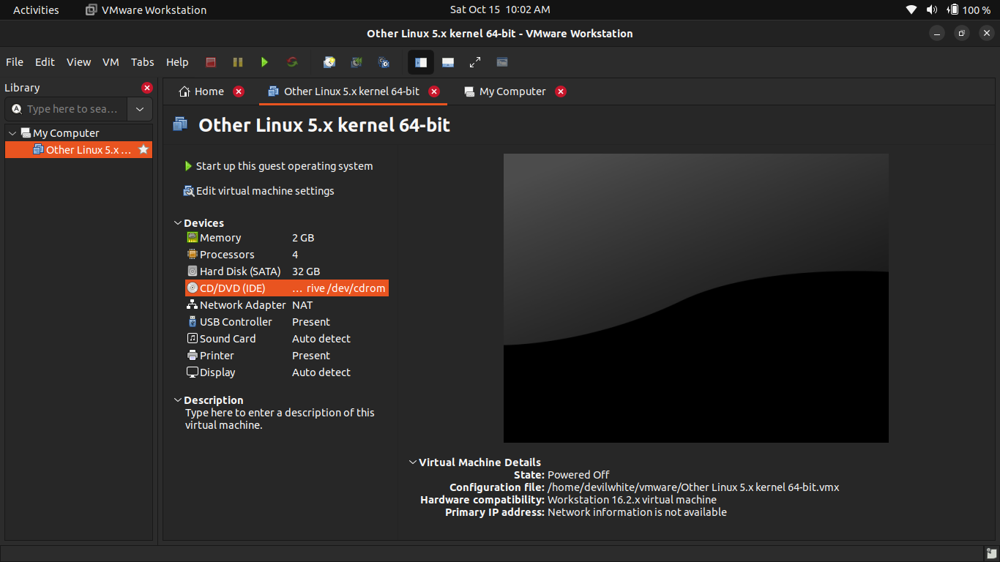 Activities VMware Workstation Sat Oct 15 10:02 AM 100 %
Other Linux 5.x kernel 64-bit - VMware Workstation
File Edit View VM Tabs Help
Library
Home Other Linux 5.x kernel 64-bit My Computer
Type here to sea…
Other Linux 5.x kernel 64-bit
My Computer
Other Linux 5.x …
Start up this guest operating system
Edit virtual machine settings
Devices
Memory 2 GB
Processors 4
Hard Disk (SATA) 32 GB
CD/DVD (IDE) … rive /dev/cdrom
Network Adapter NAT
USB Controller Present
Sound Card Auto detect
Printer Present
Display Auto detect
Description
Type here to enter a description of this
virtual machine.
Virtual Machine Details
State: Powered Off
Configuration file: /home/devilwhite/vmware/Other Linux 5.x kernel 64-bit.vmx
Hardware compatibility: Workstation 16.2.x virtual machine
Primary IP address: Network information is not available